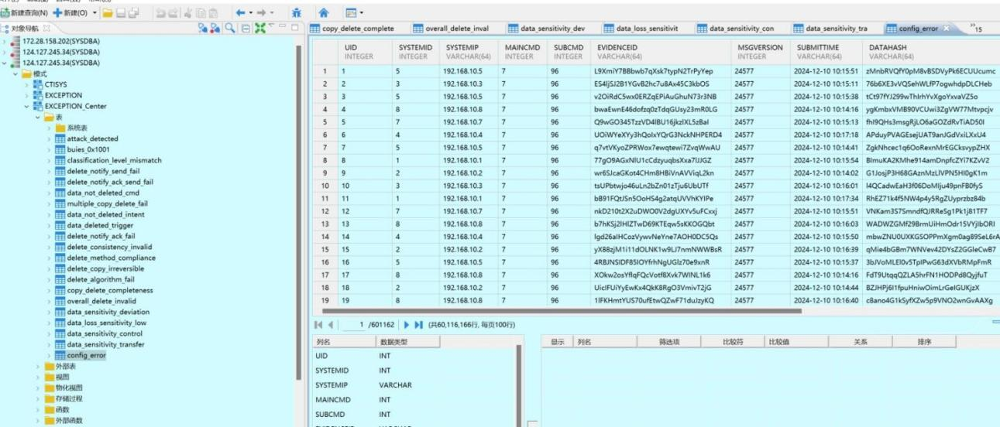 新建查询(N) 新建(O)
对象导航
172.28.158.202(SYSDBA)
124.127.245.34(SYSDBA)
124.127.245.34(SYSDBA)
模式
CTISYS
EXCEPTION
EXCEPTION_Center
表
系统表
attack_detected
buies_0x1001
classification_level_mismatch
delete_notify_send_fail
delete_notify_ack_send_fail
data_not_deleted_cmd
multiple_copy_delete_fail
data_not_deleted_intent
data_deleted_trigger
delete_notify_ack_fail
delete_consistency_invalid
delete_method_compliance
delete_copy_irreversible
delete_algorithm_fail
copy_delete_completeness
overall_delete_invalid
data_sensitivity_deviation
data_loss_sensitivity_low
data_sensitivity_control
data_sensitivity_transfer
config_error
外部表
视图
物化视图
存储过程
函数
外部函数
copy_delete_complete overall_delete_inval data_sensitivity_dev data_loss_sensitivit data_sensitivity_con data_sensitivity_tra config_error 15
UID SYSTEMID SYSTEMIP MAINCMD SUBCMD EVIDENCEID MSGVERSION SUBMITTIME DATAHASH
INTEGER INTEGER VARCHAR(64) INTEGER INTEGER VARCHAR(64) INTEGER VARCHAR(64) VARCHAR(64)
1 1 5 192.168.10.5 7 96 L9XmiY7BBbwb7qXsk7typN2TrPyYep 24577 2024-12-10 10:15:51 zMnbRVQfY0pM8vBSDVyPk6ECUUcumc
2 2 3 192.168.10.3 7 96 ES4ljSJ2B1YGvB2hc7u8Ax45C3kbOS 24577 2024-12-10 10:15:11 76b6XE3vVQSehWLfP7ogwhdpDLCHeb
3 3 5 192.168.10.5 7 96 v2OiRdC5wx0ERZqEPiAuGhuN73r3NB 24577 2024-12-10 10:15:38 tCt97fYJ299wThIrhYvXgoYxvaVZ5o
4 4 8 192.168.10.8 7 96 bwaEwnE46dofzq0zTdqGUsy23mR0LG 24577 2024-12-10 10:14:16 ygKmbxVMB90VCUwi3ZgVW77Mtvpcjv
5 5 7 192.168.10.7 7 96 Q9wGO345TzzVD4lBU16jkzlXL5zBal 24577 2024-12-10 10:15:13 fhl9QHs3msgRjLO6aGOZdRvTiAD50I
6 6 4 192.168.10.4 7 96 UOiWYeXYy3hQolxYQrG3NckNHPERD4 24577 2024-12-10 10:17:18 APduyPVAGEsejUAT9anJGdVxiLXxU4
7 7 5 192.168.10.5 7 96 q7vtVKyoZPRWox7ewqtewi7ZvqWwAU 24577 2024-12-10 10:14:41 ZgkNhcec1q6OoRexnMrEGCksvypZHX
8 8 1 192.168.10.1 7 96 77gO9AGxNlU1cCdzyuqbsXxa7lJJGZ 24577 2024-12-10 10:15:54 BlmuKA2KMhe914amDnpfcZYi7KZvV2
9 9 2 192.168.10.2 7 96 wr6SJcaGKot4CHm8HBiVnAVViqL2kn 24577 2024-12-10 10:14:02 G1JosjP3H68GAznMzLIVPN5HI0gK1m
10 10 3 192.168.10.3 7 96 tsUPbtwjo46uLn2bZn01zTju6UbUTf 24577 2024-12-10 10:16:01 l4QCadwEaH3f06DoMIju49pnFB0fyS
11 11 1 192.168.10.1 7 96 bB91FQtJSn5OoHS4g2atqUVVhKYIPe 24577 2024-12-10 10:17:34 RhEZ71k4f5NW4p4y5RgZUyprzbz84b
12 12 7 192.168.10.7 7 96 nkD210t2X2uDWO0V2dgUXYv5uFCxxj 24577 2024-12-10 10:15:51 VNKam3S7SmndfQJRReSg1Pk1j81TF7
13 13 8 192.168.10.8 7 96 b7hKSj2IHIZTwD69KTEqw5sKKOGQbt 24577 2024-12-10 10:16:03 WADWZGMf29BrmUiHmOdr15VYjlbORI
14 14 4 192.168.10.4 7 96 lgd26alHCozVywvNeYne7AOH0DC5Qs 24577 2024-12-10 10:15:50 mbwZNU0UXKGSOPPmXgm0ag89SeL6rA
15 15 2 192.168.10.2 7 96 yX88zjM1i11dOLNK1w9LJ7nmNWWBsR 24577 2024-12-10 10:16:39 qMie4bGBm7WNVev42DYsZ2GGleCwB7
16 16 5 192.168.10.5 7 96 4RBJNSIDF85IOYfrhNgUGlz70e9xnR 24577 2024-12-10 10:15:37 3bJVoMLEl0v5TpIPwG63dXVbRMpFmR
17 17 8 192.168.10.8 7 96 XOkw2osYflqFQcVotf8Xvk7WINL1k6 24577 2024-12-10 10:14:16 FdT9UtqqQZLA5hrFN1HODPd8QyjfuT
18 18 2 192.168.10.2 7 96 UicIFUiYyEwKx4QkK8RgO3VmivT2jG 24577 2024-12-10 10:14:44 BZJHPj6I1fpuHniwOimLrGeIGUKjzX
19 19 8 192.168.10.8 7 96 1lFKHmtYUS70ufEtwQZwF71duJzyKQ 24577 2024-12-10 10:16:40 c8ano4G1kSyfXZw5p9VNO2wnGvAAXg
1 /601162 (共60,116,166行, 每页100行)
列名 数据类型
UID INT
SYSTEMID INT
SYSTEMIP VARCHAR
MAINCMD INT
SUBCMD INT
显示 列名 筛选项 比较符 比较值 关系 排序